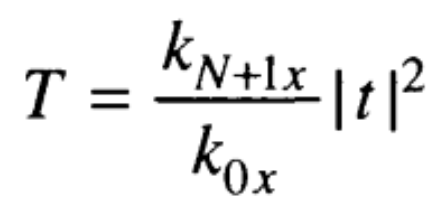 T = \frac{k_{N+1x}}{k_{0x}} |t|^2